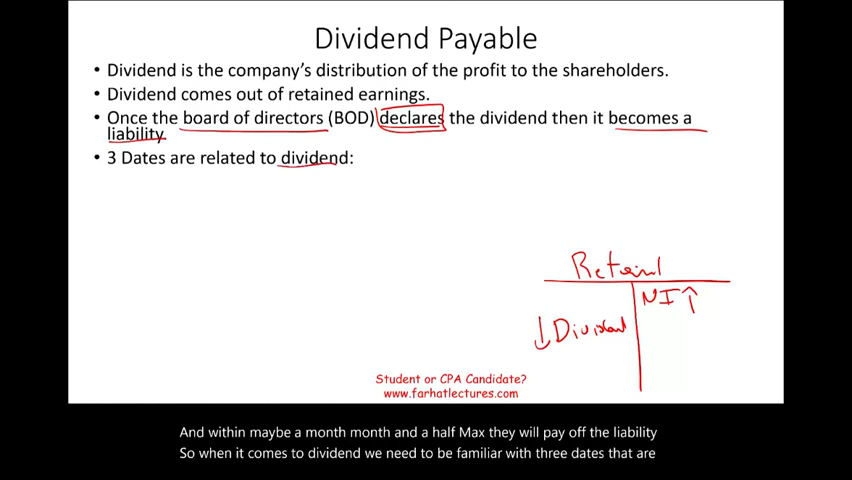 Dividend Payable
• Dividend is the company's distribution of the profit to the shareholders.
• Dividend comes out of retained earnings.
• Once the board of directors (BOD) declares the dividend then it becomes a
liability.
• 3 Dates are related to dividend:
NI↑
↓Dividend
Student or CPA Candidate?
www.farhatlectures.com
And within maybe a month month and a half Max they will pay off the liability
So when it comes to dividend we need to be familiar with three dates that are